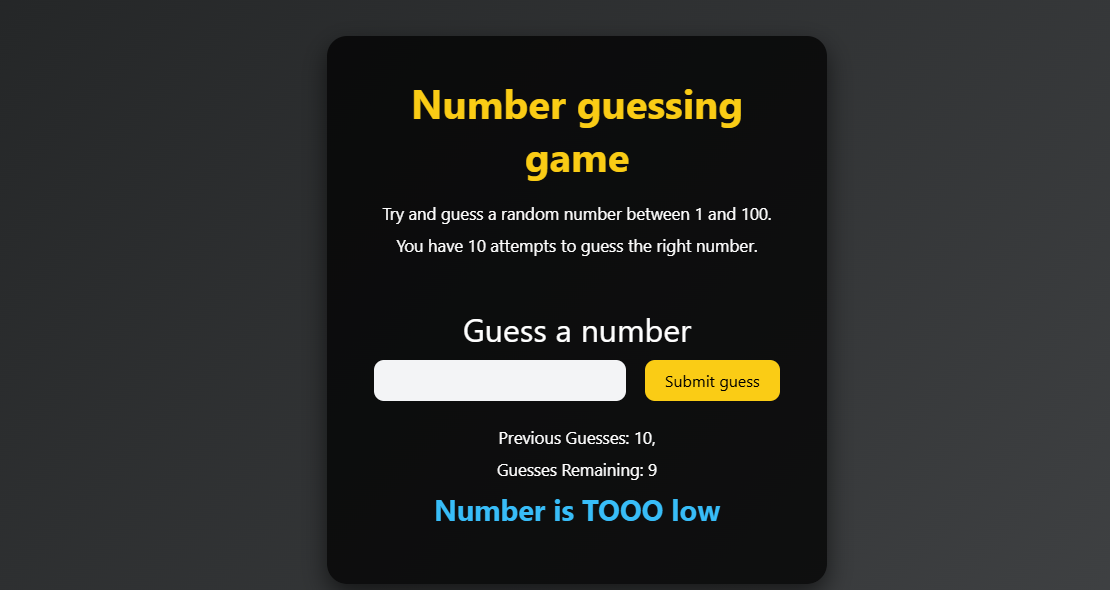 Number guessing
game
Try and guess a random number between 1 and 100.
You have 10 attempts to guess the right number.
Guess a number
Submit guess
Previous Guesses: 10,
Guesses Remaining: 9
Number is TOOO low